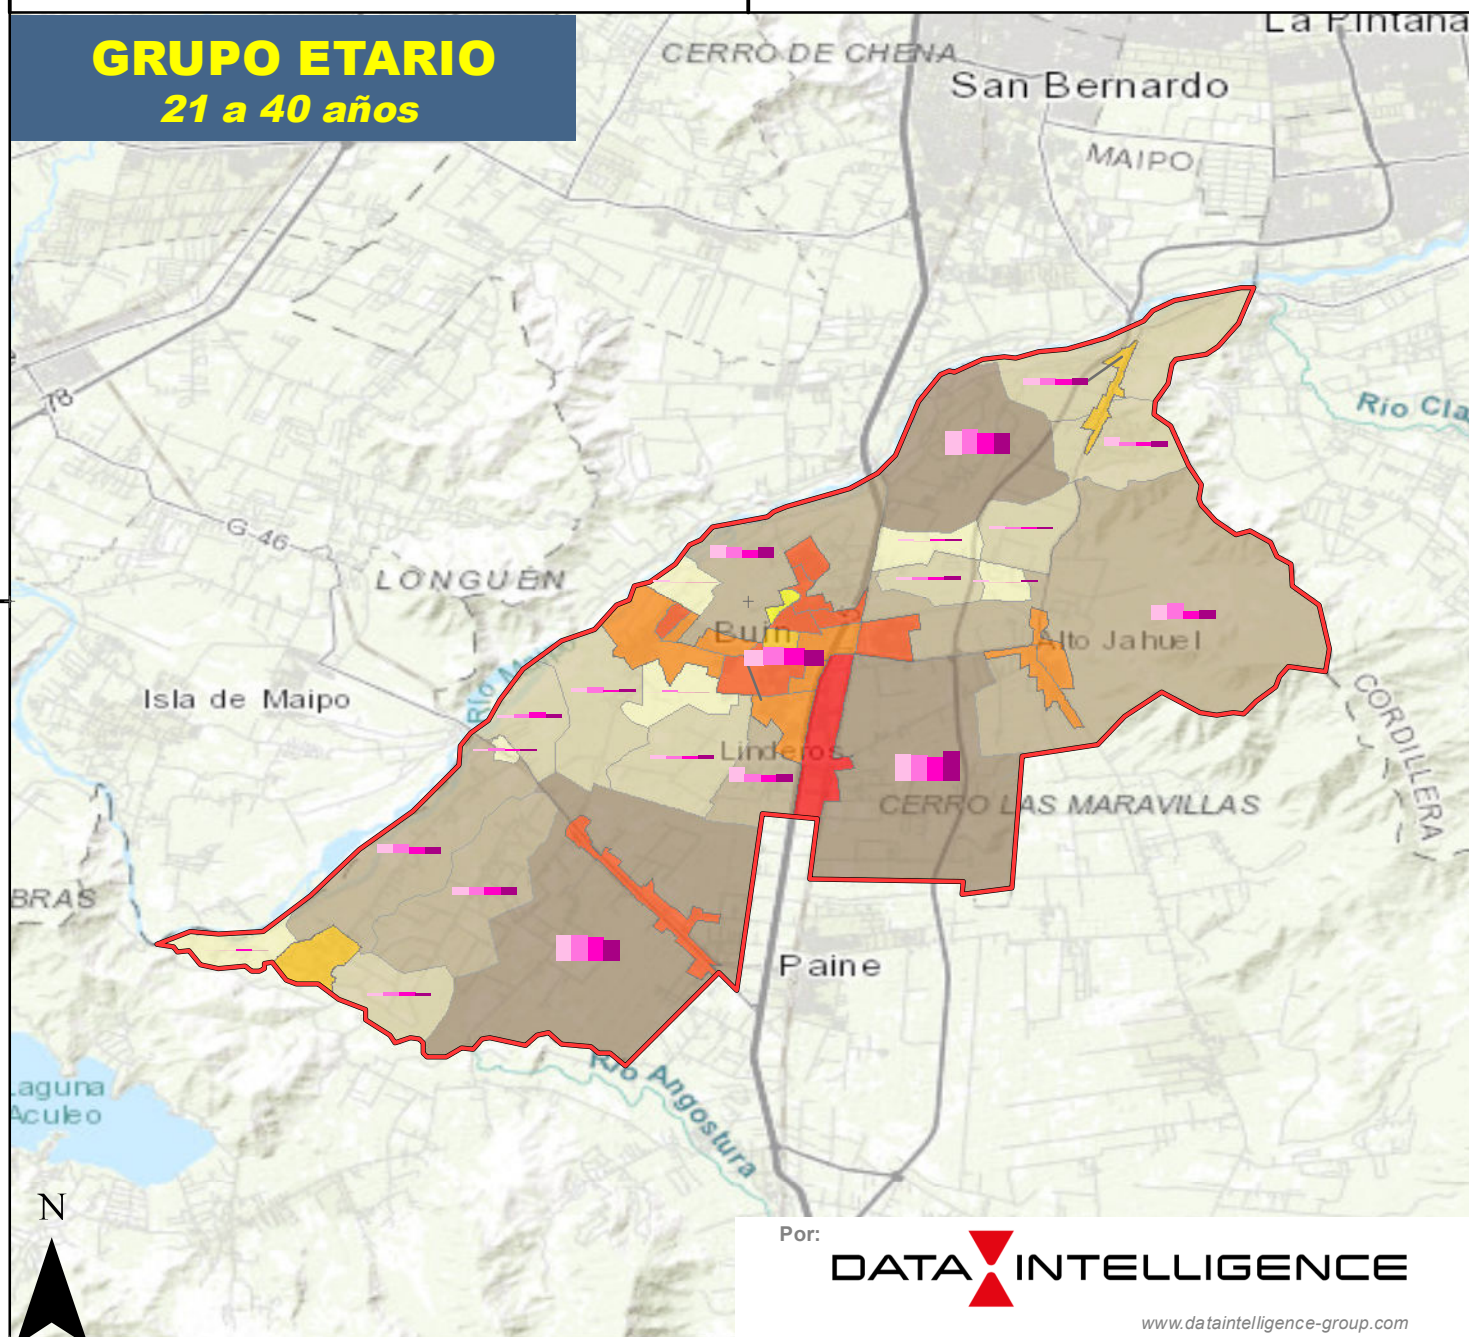 GRUPO ETARIO
21 a 40 años
La Pintana
CERRO DE CHENA
San Bernardo
MAIPO
78
Río Cla
G-46
LONGUÉN
Buin
Alto Jahuel
Isla de Maipo
Río M
CORDILLERA
Linderos
CERRO LAS MARAVILLAS
BRAS
Paine
Río Angostura
Laguna
Aculeo
N
Por:
DATA INTELLIGENCE
www.dataintelligence-group.com